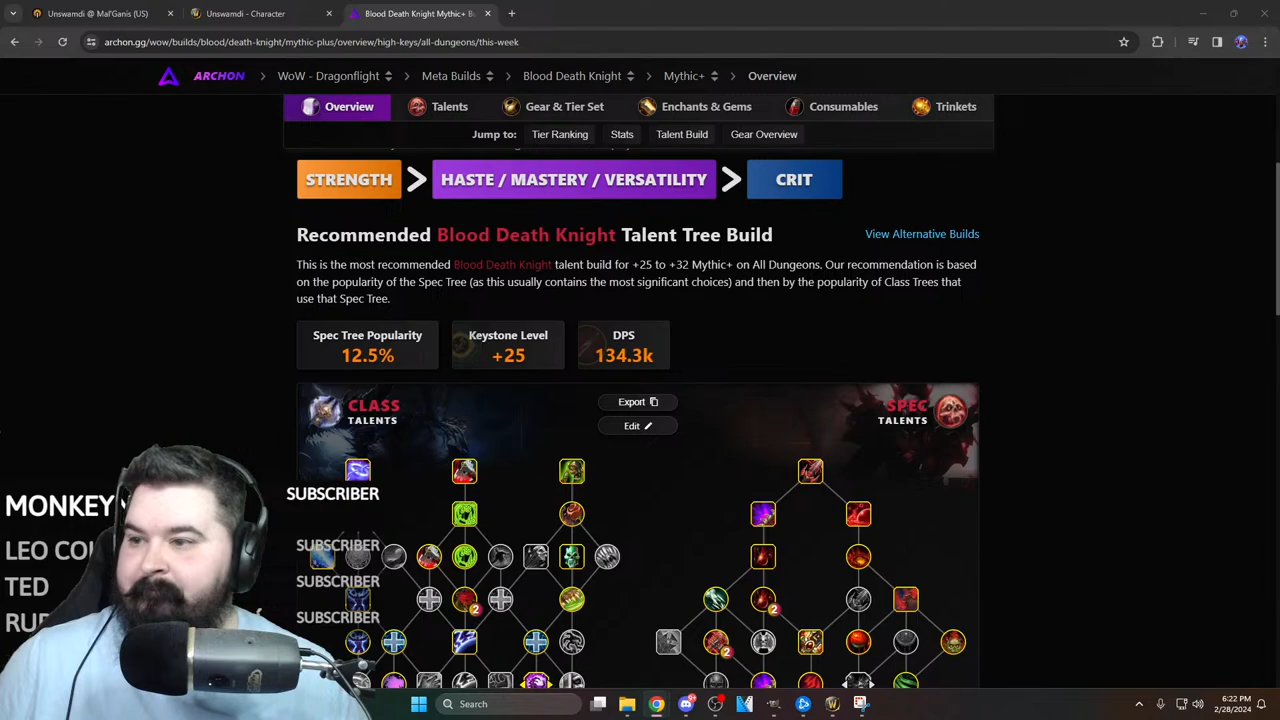 Unswamdi @ Mal'Ganis (US)
Unswamdi - Character
Blood Death Knight Mythic+ B
archon.gg/wow/builds/blood/death-knight/mythic-plus/overview/high-keys/all-dungeons/this-week
ARCHON
WoW - Dragonflight
Meta Builds
Blood Death Knight
Mythic+
Overview
Overview
Talents
Gear & Tier Set
Enchants & Gems
Consumables
Trinkets
Jump to:
Tier Ranking
Stats
Talent Build
Gear Overview
STRENGTH
HASTE / MASTERY / VERSATILITY
CRIT
Recommended Blood Death Knight Talent Tree Build
View Alternative Builds
This is the most recommended Blood Death Knight talent build for +25 to +32 Mythic+ on All Dungeons. Our recommendation is based
on the popularity of the Spec Tree (as this usually contains the most significant choices) and then by the popularity of Class Trees that
use that Spec Tree.
Spec Tree Popularity
12.5%
Keystone Level
+25
DPS
134.3k
CLASS
TALENTS
Export
Edit
SPEC
TALENTS
2
2
2
MONKEY
SUBSCRIBER
LEO COL
SUBSCRIBER
TED
SUBSCRIBER
RU
SUBSCRIBER
Search
6:22 PM
2/28/2024